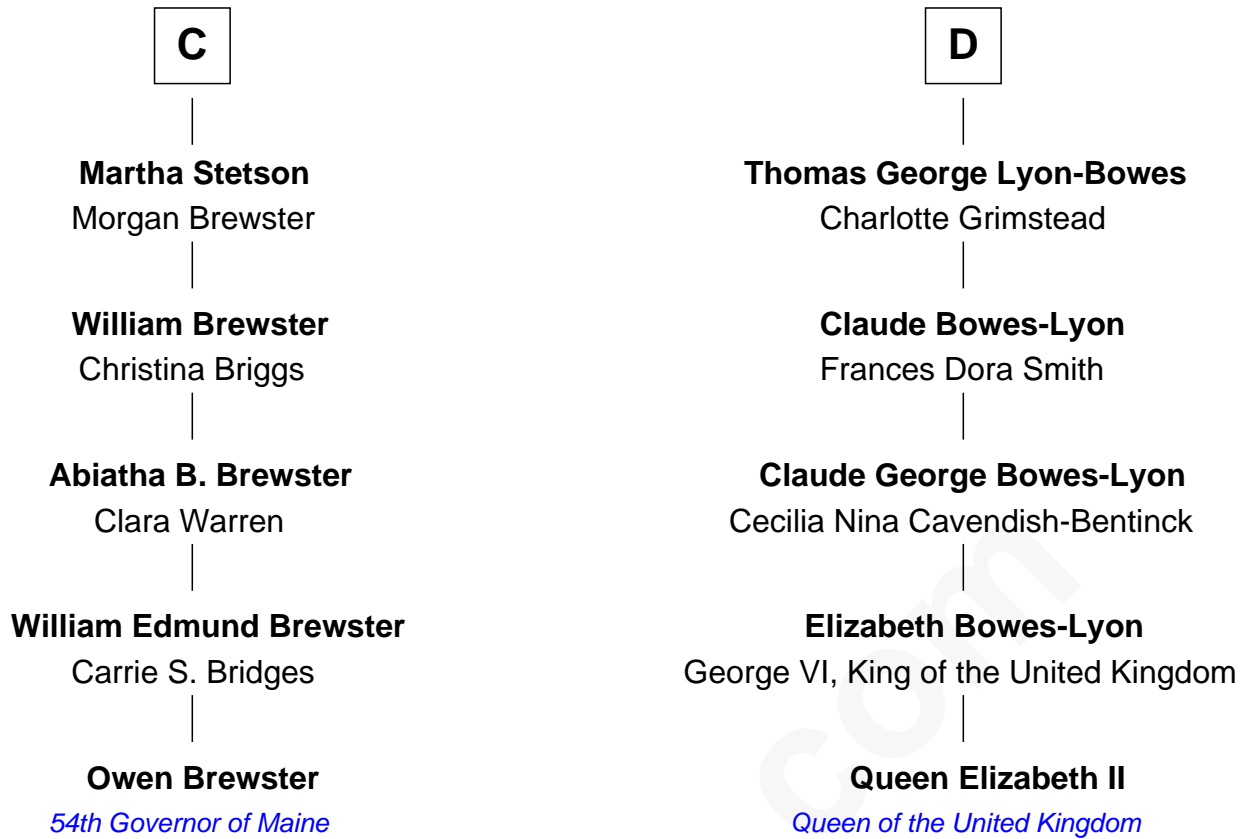 C
Martha Stetson
Morgan Brewster
William Brewster
Christina Briggs
Abiatha B. Brewster
Clara Warren
William Edmund Brewster
Carrie S. Bridges
Owen Brewster
54th Governor of Maine
D
Thomas George Lyon-Bowes
Charlotte Grimstead
Claude Bowes-Lyon
Frances Dora Smith
Claude George Bowes-Lyon
Cecilia Nina Cavendish-Bentinck
Elizabeth Bowes-Lyon
George VI, King of the United Kingdom
Queen Elizabeth II
Queen of the United Kingdom
com